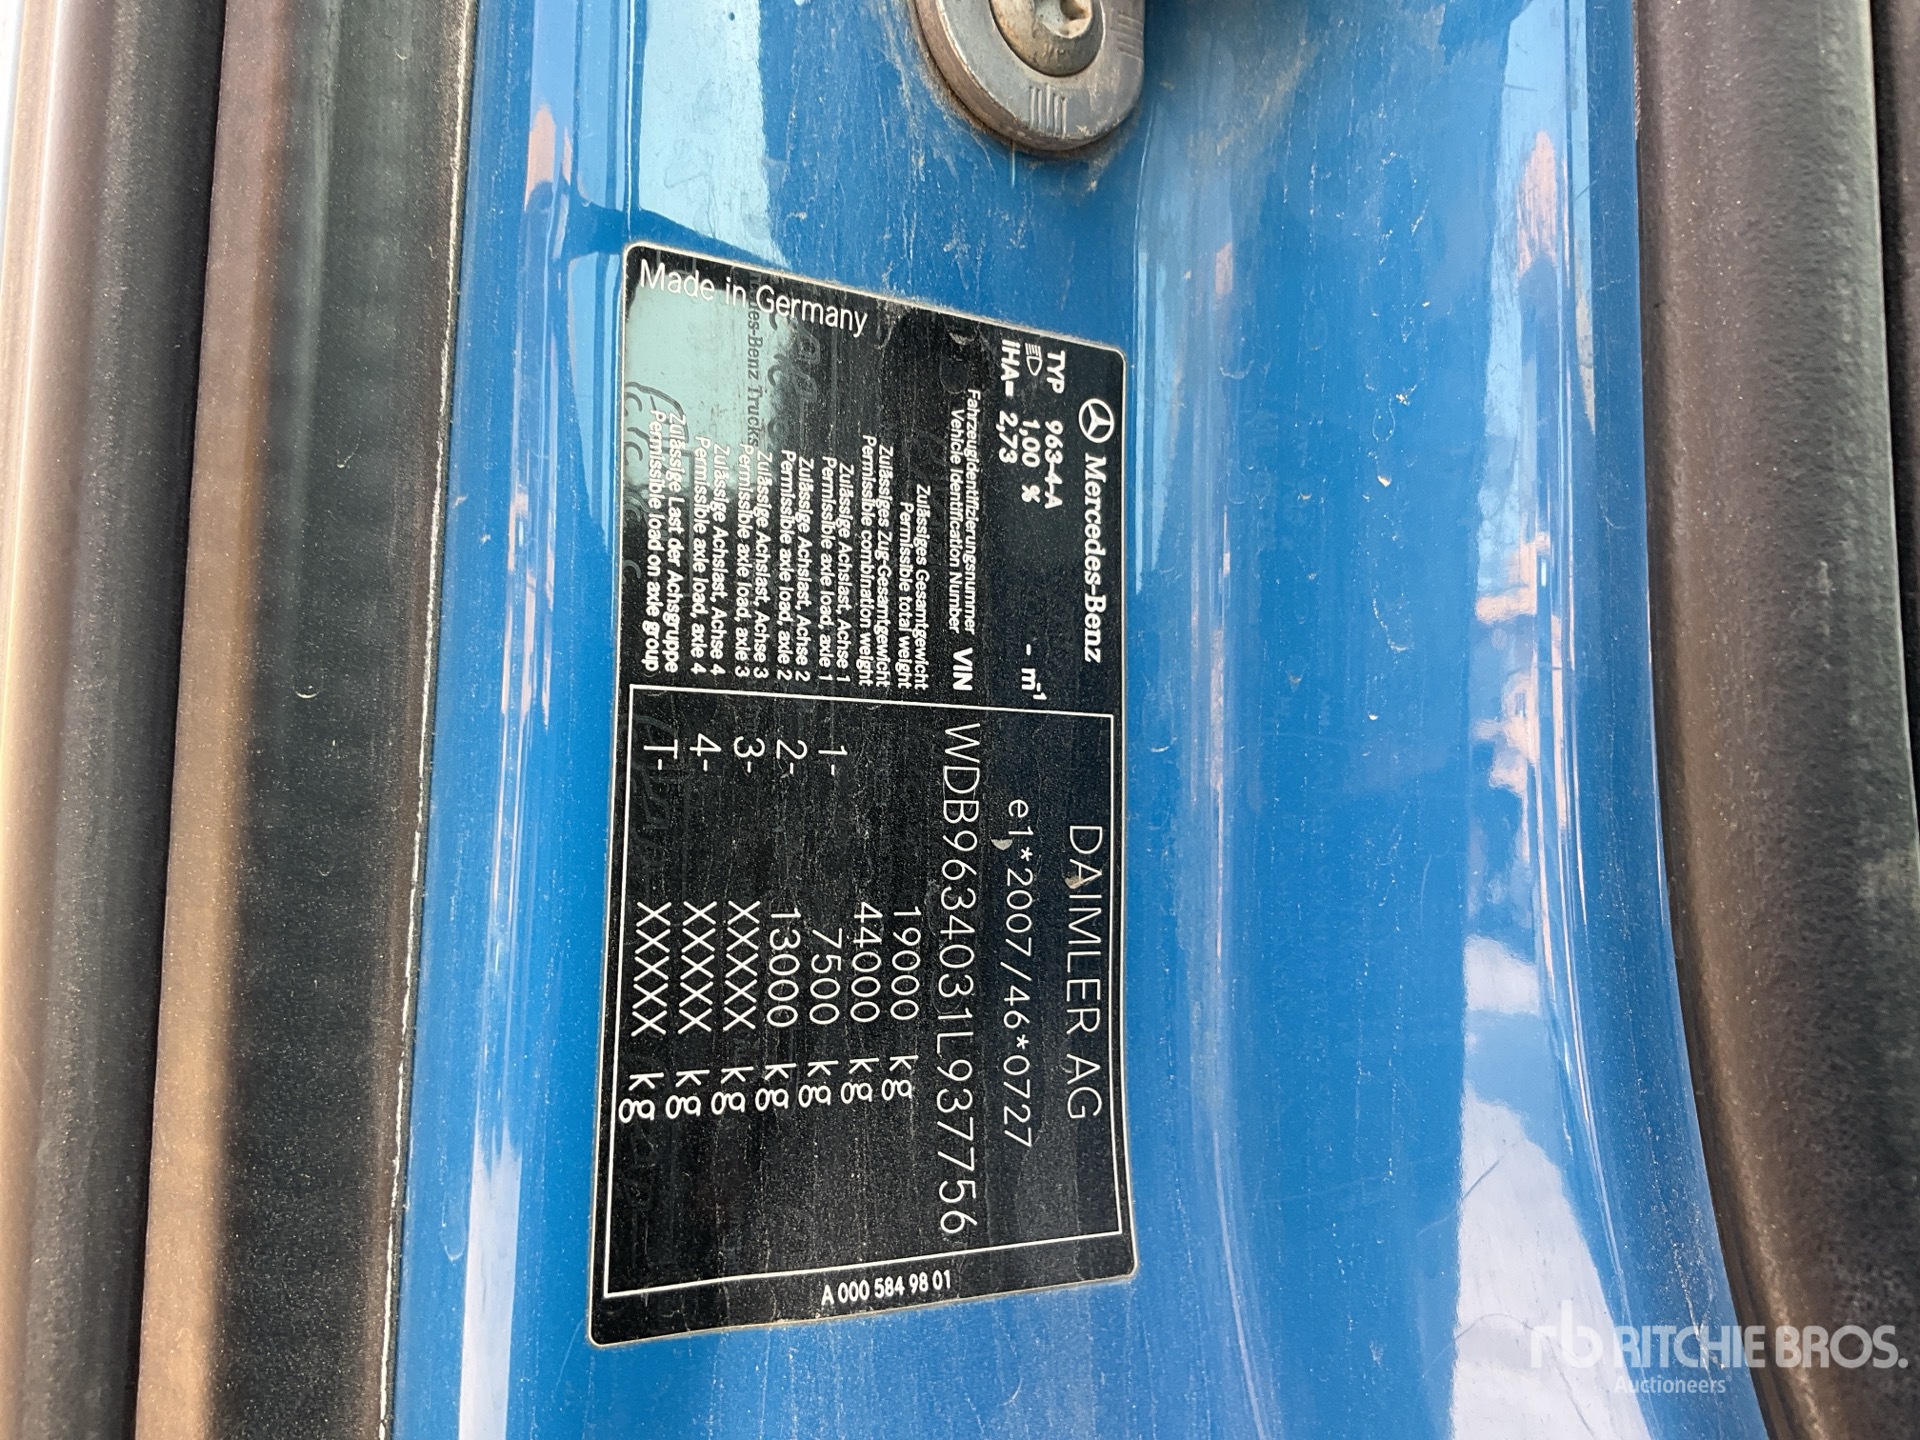 Mercedes-Benz
DAIMLER AG
TYP 963-4-A
1,00 % - m-1
e1*2007/46*0727
IHA= 2,73
Fahrzeugidentifizierungsnummer
Vehicle Identification Number VIN WDB9634031L937756
Zulässiges Gesamtgewicht
Permissible total weight 19000 kg
Zulässiges Zug-Gesamtgewicht
Permissible combination weight 44000 kg
Zulässige Achslast, Achse 1
Permissible axle load, axle 1 1- 7500 kg
Zulässige Achslast, Achse 2
Permissible axle load, axle 2 2- 13000 kg
Zulässige Achslast, Achse 3
Permissible axle load, axle 3 3- XXXXX kg
Zulässige Achslast, Achse 4
Permissible axle load, axle 4 4- XXXXX kg
Zulässige Last der Achsgruppe
Permissible load on axle group T- XXXXX kg
Made in Germany
A 000 584 98 01
rb RITCHIE BROS.
Auctioneers